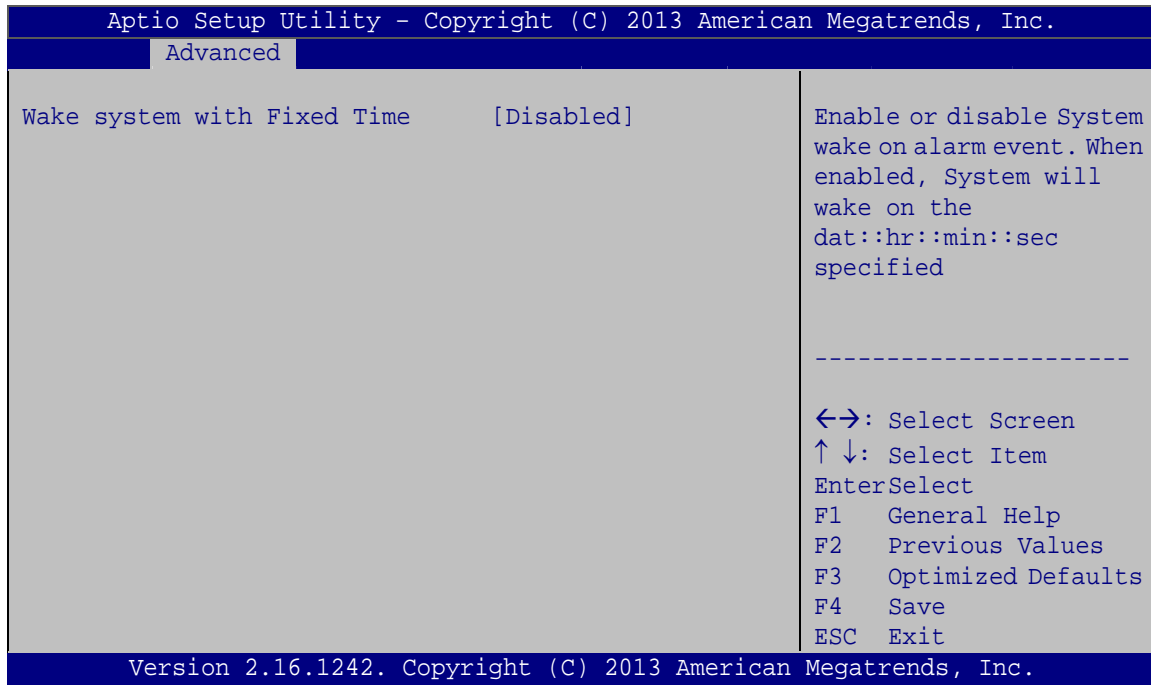 Aptio Setup Utility – Copyright (C) 2013 American Megatrends, Inc.
Advanced
Wake system with Fixed Time [Disabled]
Enable or disable System
wake on alarm event. When
enabled, System will
wake on the
dat::hr::min::sec
specified
----------------------
←→: Select Screen
↑ ↓: Select Item
EnterSelect
F1 General Help
F2 Previous Values
F3 Optimized Defaults
F4 Save
ESC Exit
Version 2.16.1242. Copyright (C) 2013 American Megatrends, Inc.